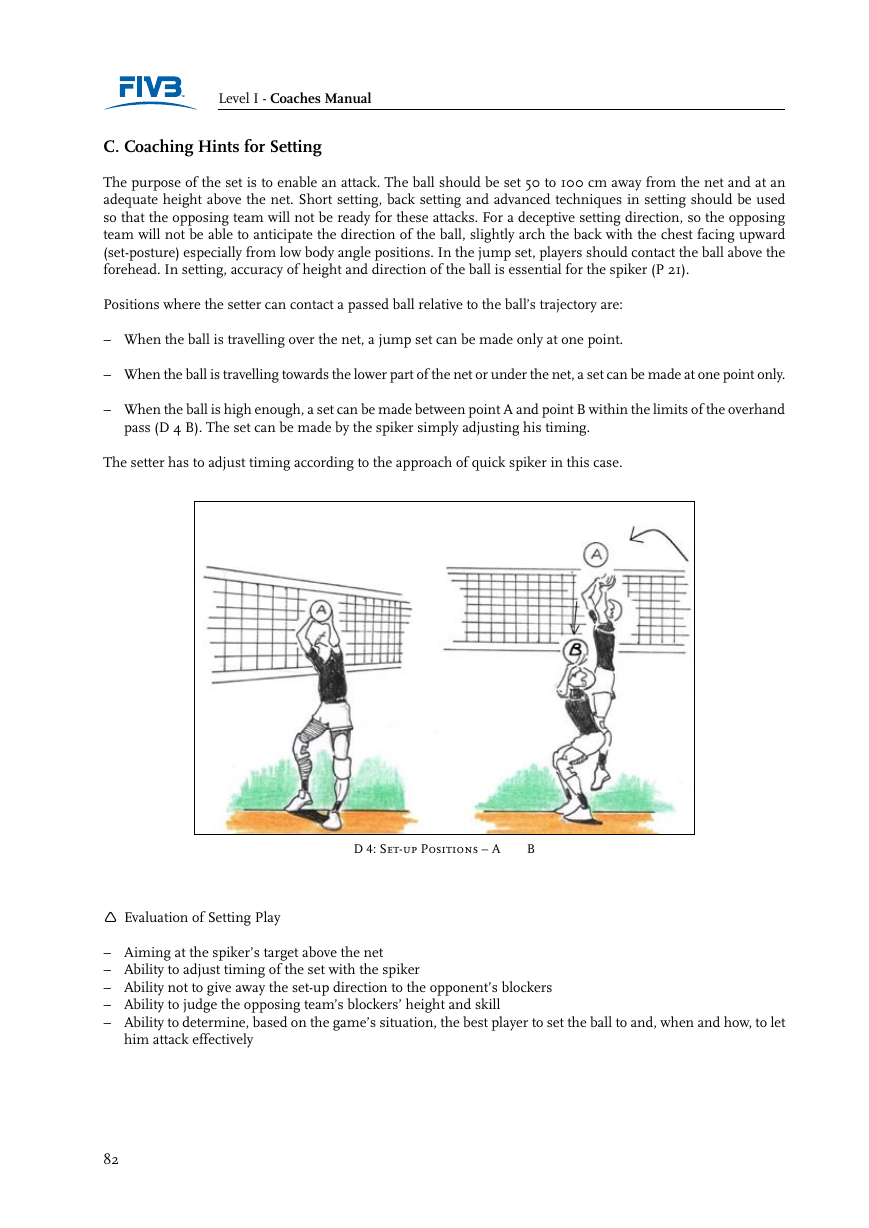 FIVB
Level I - Coaches Manual
C. Coaching Hints for Setting
The purpose of the set is to enable an attack. The ball should be set 50 to 100 cm away from the net and at an
adequate height above the net. Short setting, back setting and advanced techniques in setting should be used
so that the opposing team will not be ready for these attacks. For a deceptive setting direction, so the opposing
team will not be able to anticipate the direction of the ball, slightly arch the back with the chest facing upward
(set-posture) especially from low body angle positions. In the jump set, players should contact the ball above the
forehead. In setting, accuracy of height and direction of the ball is essential for the spiker (P 21).
Positions where the setter can contact a passed ball relative to the ball's trajectory are:
– When the ball is travelling over the net, a jump set can be made only at one point.
– When the ball is travelling towards the lower part of the net or under the net, a set can be made at one point only.
– When the ball is high enough, a set can be made between point A and point B within the limits of the overhand
pass (D 4 B). The set can be made by the spiker simply adjusting his timing.
The setter has to adjust timing according to the approach of quick spiker in this case.
A
A
B
D 4: Set-up Positions – A B
Evaluation of Setting Play
– Aiming at the spiker's target above the net
– Ability to adjust timing of the set with the spiker
– Ability not to give away the set-up direction to the opponent's blockers
– Ability to judge the opposing team's blockers' height and skill
– Ability to determine, based on the game's situation, the best player to set the ball to and, when and how, to let
him attack effectively
82